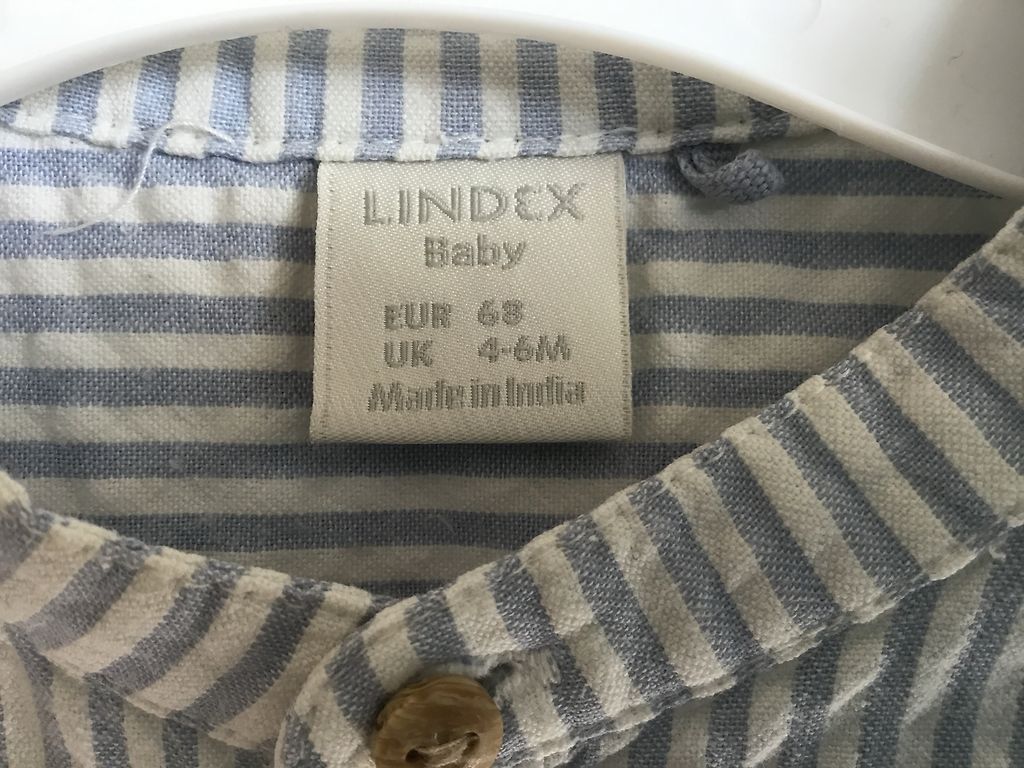 LINDEX
Baby
EUR 68
UK 4-6M
Made in India